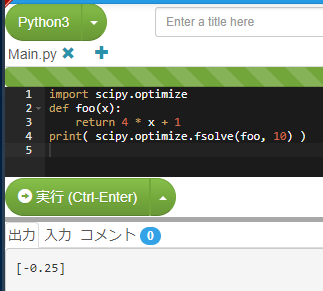 Python3
Enter a title here
Main.py
1 import scipy.optimize
2 def foo(x):
3     return 4 * x + 1
4 print( scipy.optimize.fsolve(foo, 10) )
5
実行 (Ctrl-Enter)
出力 入力 コメント 0
[-0.25]